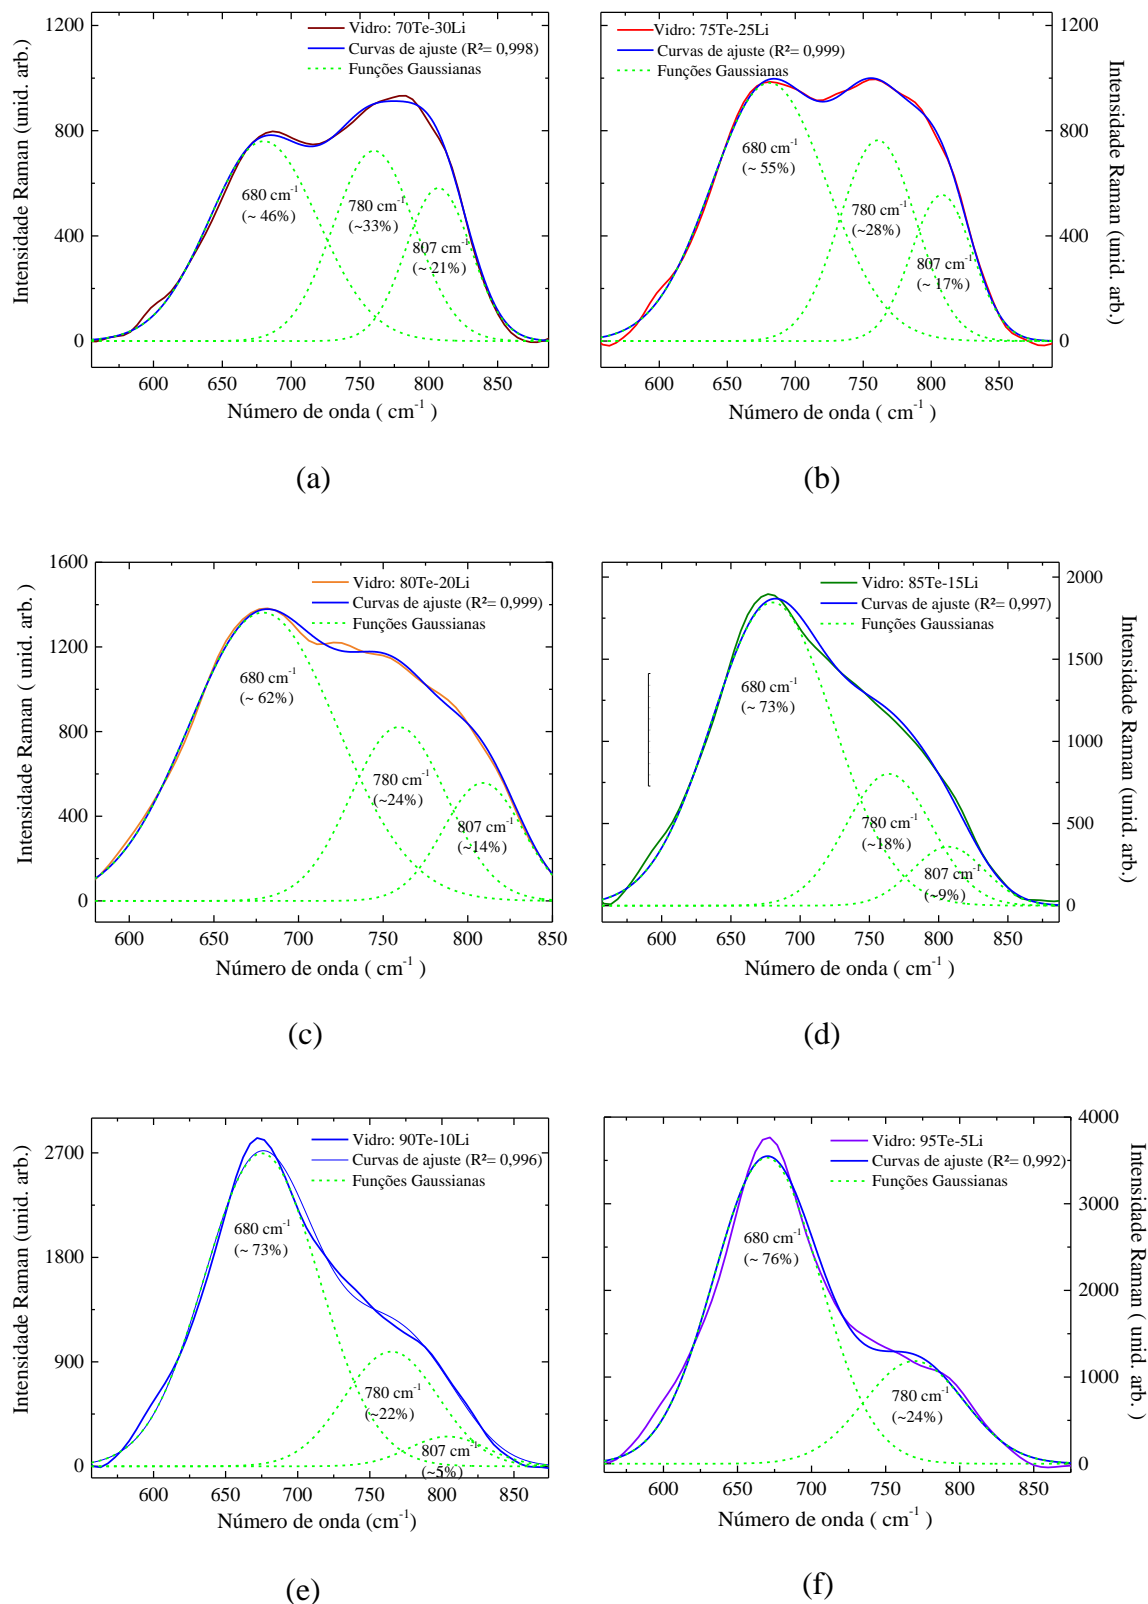 Vidro: 70Te-30Li
Curvas de ajuste (R²= 0,998)
Funções Gaussianas
680 cm-1
(~ 46%)
780 cm-1
(~33%)
807 cm-1
(~ 21%)
1200
800
400
0
600 650 700 750 800 850
Intensidade Raman (unid. arb.)
Número de onda ( cm-1 )
(a)
Vidro: 75Te-25Li
Curvas de ajuste (R²= 0,999)
Funções Gaussianas
680 cm-1
(~ 55%)
780 cm-1
(~28%)
807 cm-1
(~ 17%)
1200
800
400
0
600 650 700 750 800 850
Intensidade Raman (unid. arb.)
Número de onda ( cm-1 )
(b)
Vidro: 80Te-20Li
Curvas de ajuste (R²= 0,999)
Funções Gaussianas
680 cm-1
(~ 62%)
780 cm-1
(~24%)
807 cm-1
(~14%)
1600
1200
800
400
0
600 650 700 750 800 850
Intensidade Raman ( unid. arb. )
Número de onda ( cm-1 )
(c)
Vidro: 85Te-15Li
Curvas de ajuste (R²= 0,997)
Funções Gaussianas
680 cm-1
(~ 73%)
780 cm-1
(~18%)
807 cm-1
(~9%)
2000
1500
1000
500
0
600 650 700 750 800 850
Intensidade Raman (unid. arb.)
Número de onda ( cm-1 )
(d)
Vidro: 90Te-10Li
Curvas de ajuste (R²= 0,996)
Funções Gaussianas
680 cm-1
(~ 73%)
780 cm-1
(~22%)
807 cm-1
(~5%)
2700
1800
900
0
600 650 700 750 800 850
Intensidade Raman (unid. arb.)
Número de onda (cm-1)
(e)
Vidro: 95Te-5Li
Curvas de ajuste (R²= 0,992)
Funções Gaussianas
680 cm-1
(~ 76%)
780 cm-1
(~24%)
4000
3000
2000
1000
0
600 650 700 750 800 850
Intensidade Raman ( unid. arb. )
Número de onda ( cm-1 )
(f)